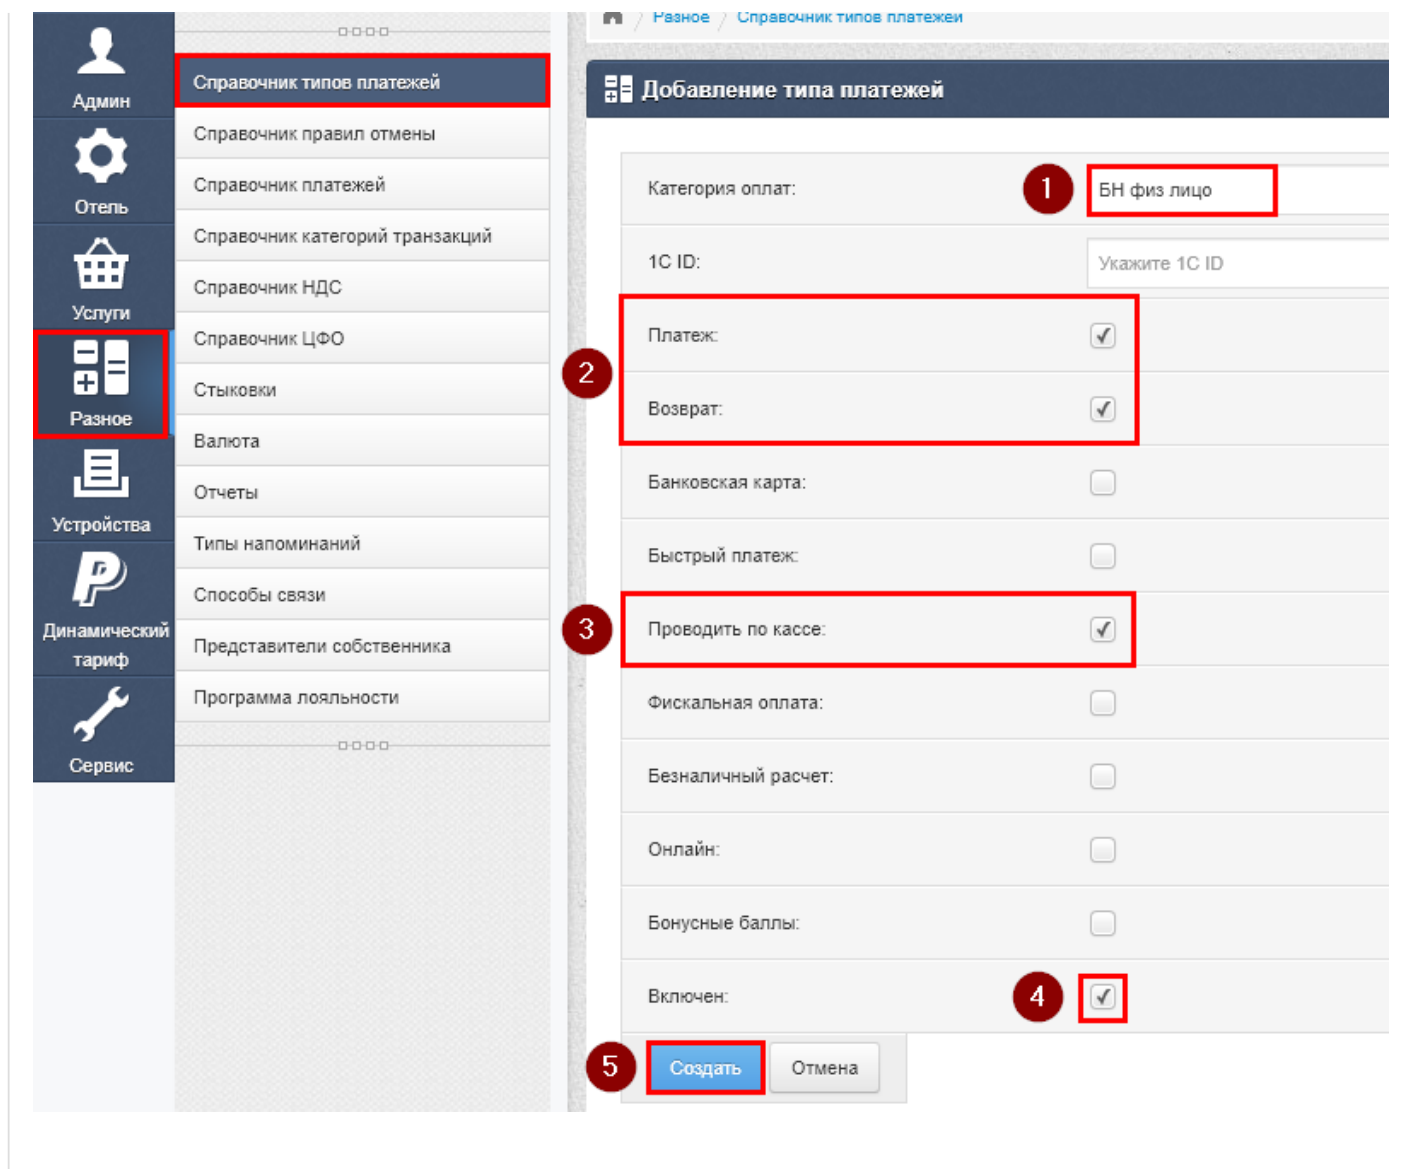 Админ
Отель
Услуги
Разное
Устройства
Динамический
тариф
Сервис
Справочник типов платежей
Справочник правил отмены
Справочник платежей
Справочник категорий транзакций
Справочник НДС
Справочник ЦФО
Стыковки
Валюта
Отчеты
Типы напоминаний
Способы связи
Представители собственника
Программа лояльности
/ Разное / Справочник типов платежей
Добавление типа платежей
Категория оплат: 1 БН физ лицо
1С ID: Укажите 1С ID
2
Платеж:
Возврат:
Банковская карта:
Быстрый платеж:
3 Проводить по кассе:
Фискальная оплата:
Безналичный расчет:
Онлайн:
Бонусные баллы:
Включен: 4
5 Создать Отмена